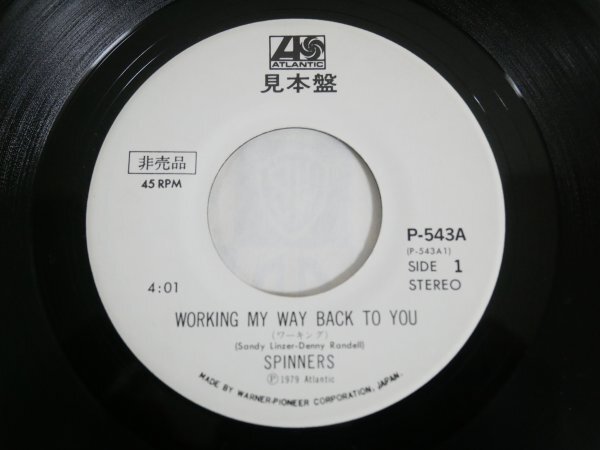 ATLANTIC
見本盤
非売品
45 RPM
P-543A
(P-543A1)
SIDE 1
4:01
STEREO
WORKING MY WAY BACK TO YOU
(ワーキング)
(Sandy Linzer-Denny Randell)
SPINNERS
Ⓟ1979 Atlantic
MADE BY WARNER-PIONEER CORPORATION, JAPAN.